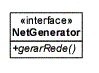 «interface»
NetGenerator
+gerarRede()